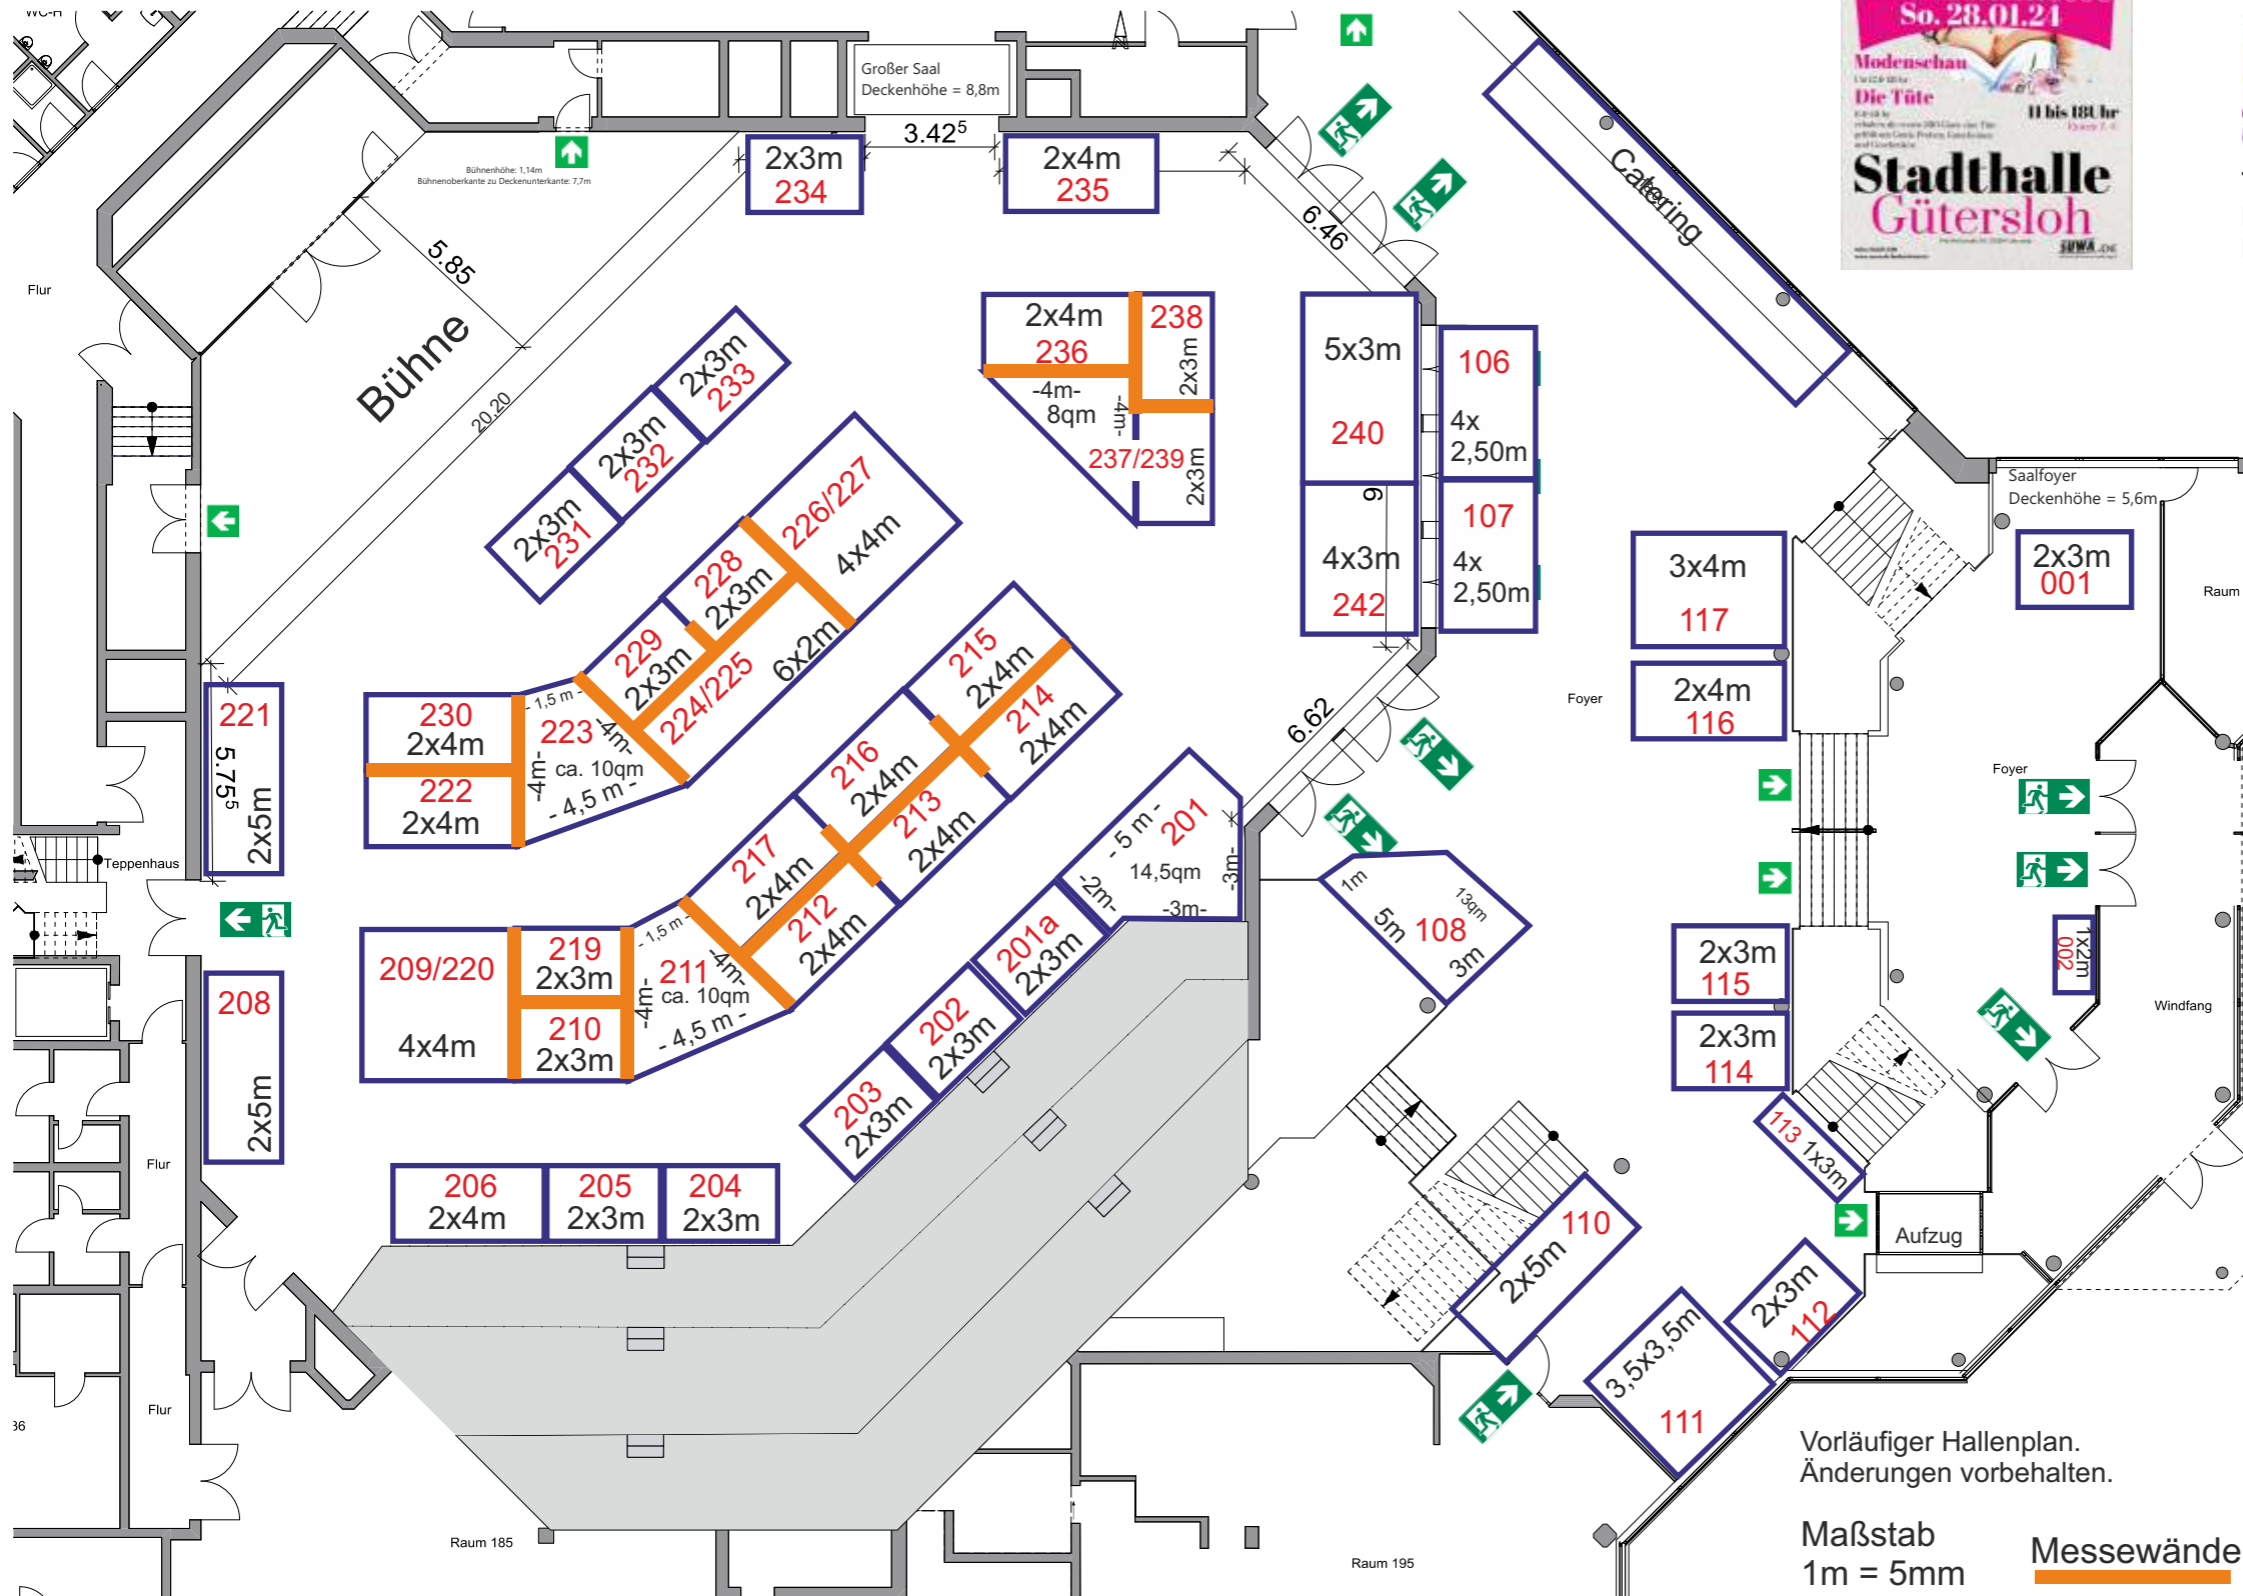 WC-H
Großer Saal
Deckenhöhe = 8,8m
3.42⁵
Bühnenhöhe: 1,14m
Bühnenoberkante zu Deckenunterkante: 7,7m
2x3m
234
2x4m
235
6.46
Catering
So. 28.01.24
Modenschau
Die Tüte
11 bis 18Uhr
Stadthalle
Gütersloh
SUWA.DE
Flur
5.85
Bühne
20,20
2x3m
233
2x3m
232
2x3m
231
2x4m
236
238
2x3m
-4m-
8qm
-4m-
237/239
2x3m
5x3m
240
106
4x
2,50m
6
4x3m
242
107
4x
2,50m
Saalfoyer
Deckenhöhe = 5,6m
2x3m
001
Raum
3x4m
117
2x4m
116
Foyer
Foyer
226/227
4x4m
228
2x3m
229
2x3m
224/225
6x2m
230
2x4m
222
2x4m
- 1,5 m -
223
-4m-
-4m-
ca. 10qm
- 4,5 m -
221
5.75⁵
2x5m
Teppenhaus
215
2x4m
214
2x4m
216
2x4m
213
2x4m
217
2x4m
212
2x4m
6.62
- 5 m -
201
14,5qm
-2m-
-3m-
-3m-
209/220
4x4m
219
2x3m
210
2x3m
- 1,5 m -
211
-4m-
-4m-
ca. 10qm
- 4,5 m -
201a
2x3m
202
2x3m
203
2x3m
208
2x5m
Flur
206
2x4m
205
2x3m
204
2x3m
1m
13qm
5m
108
3m
2x3m
115
2x3m
114
1x2m
002
Windfang
113
1x3m
Aufzug
110
2x5m
2x3m
112
3,5x3,5m
111
Flur
36
Raum 185
Raum 195
Vorläufiger Hallenplan.
Änderungen vorbehalten.
Maßstab
1m = 5mm
Messewände